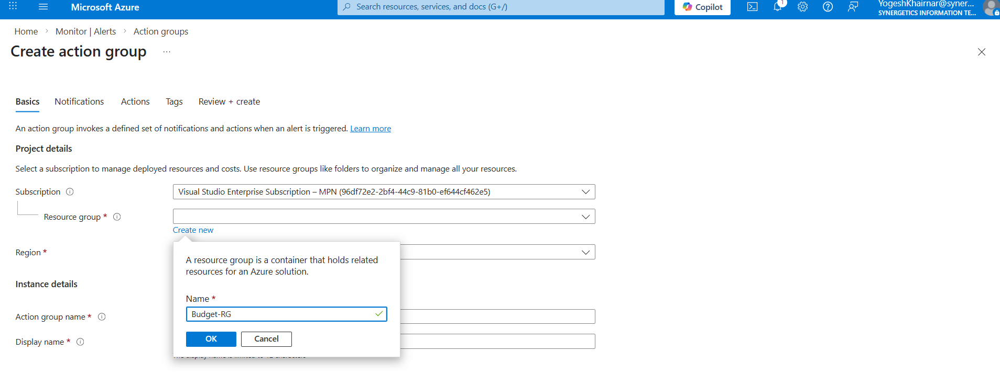 Microsoft Azure
Search resources, services, and docs (G+/)
Copilot
1
YogeshKhairnar@syner...
SYNERGETICS INFORMATION TE...
Home > Monitor | Alerts > Action groups
Create action group ...
Basics Notifications Actions Tags Review + create
An action group invokes a defined set of notifications and actions when an alert is triggered. Learn more
Project details
Select a subscription to manage deployed resources and costs. Use resource groups like folders to organize and manage all your resources.
Subscription
Visual Studio Enterprise Subscription – MPN (96df72e2-2bf4-44c9-81b0-ef644cf462e5)
Resource group *
Create new
Region *
A resource group is a container that holds related
resources for an Azure solution.
Name *
Budget-RG
OK Cancel
Instance details
Action group name *
Display name *